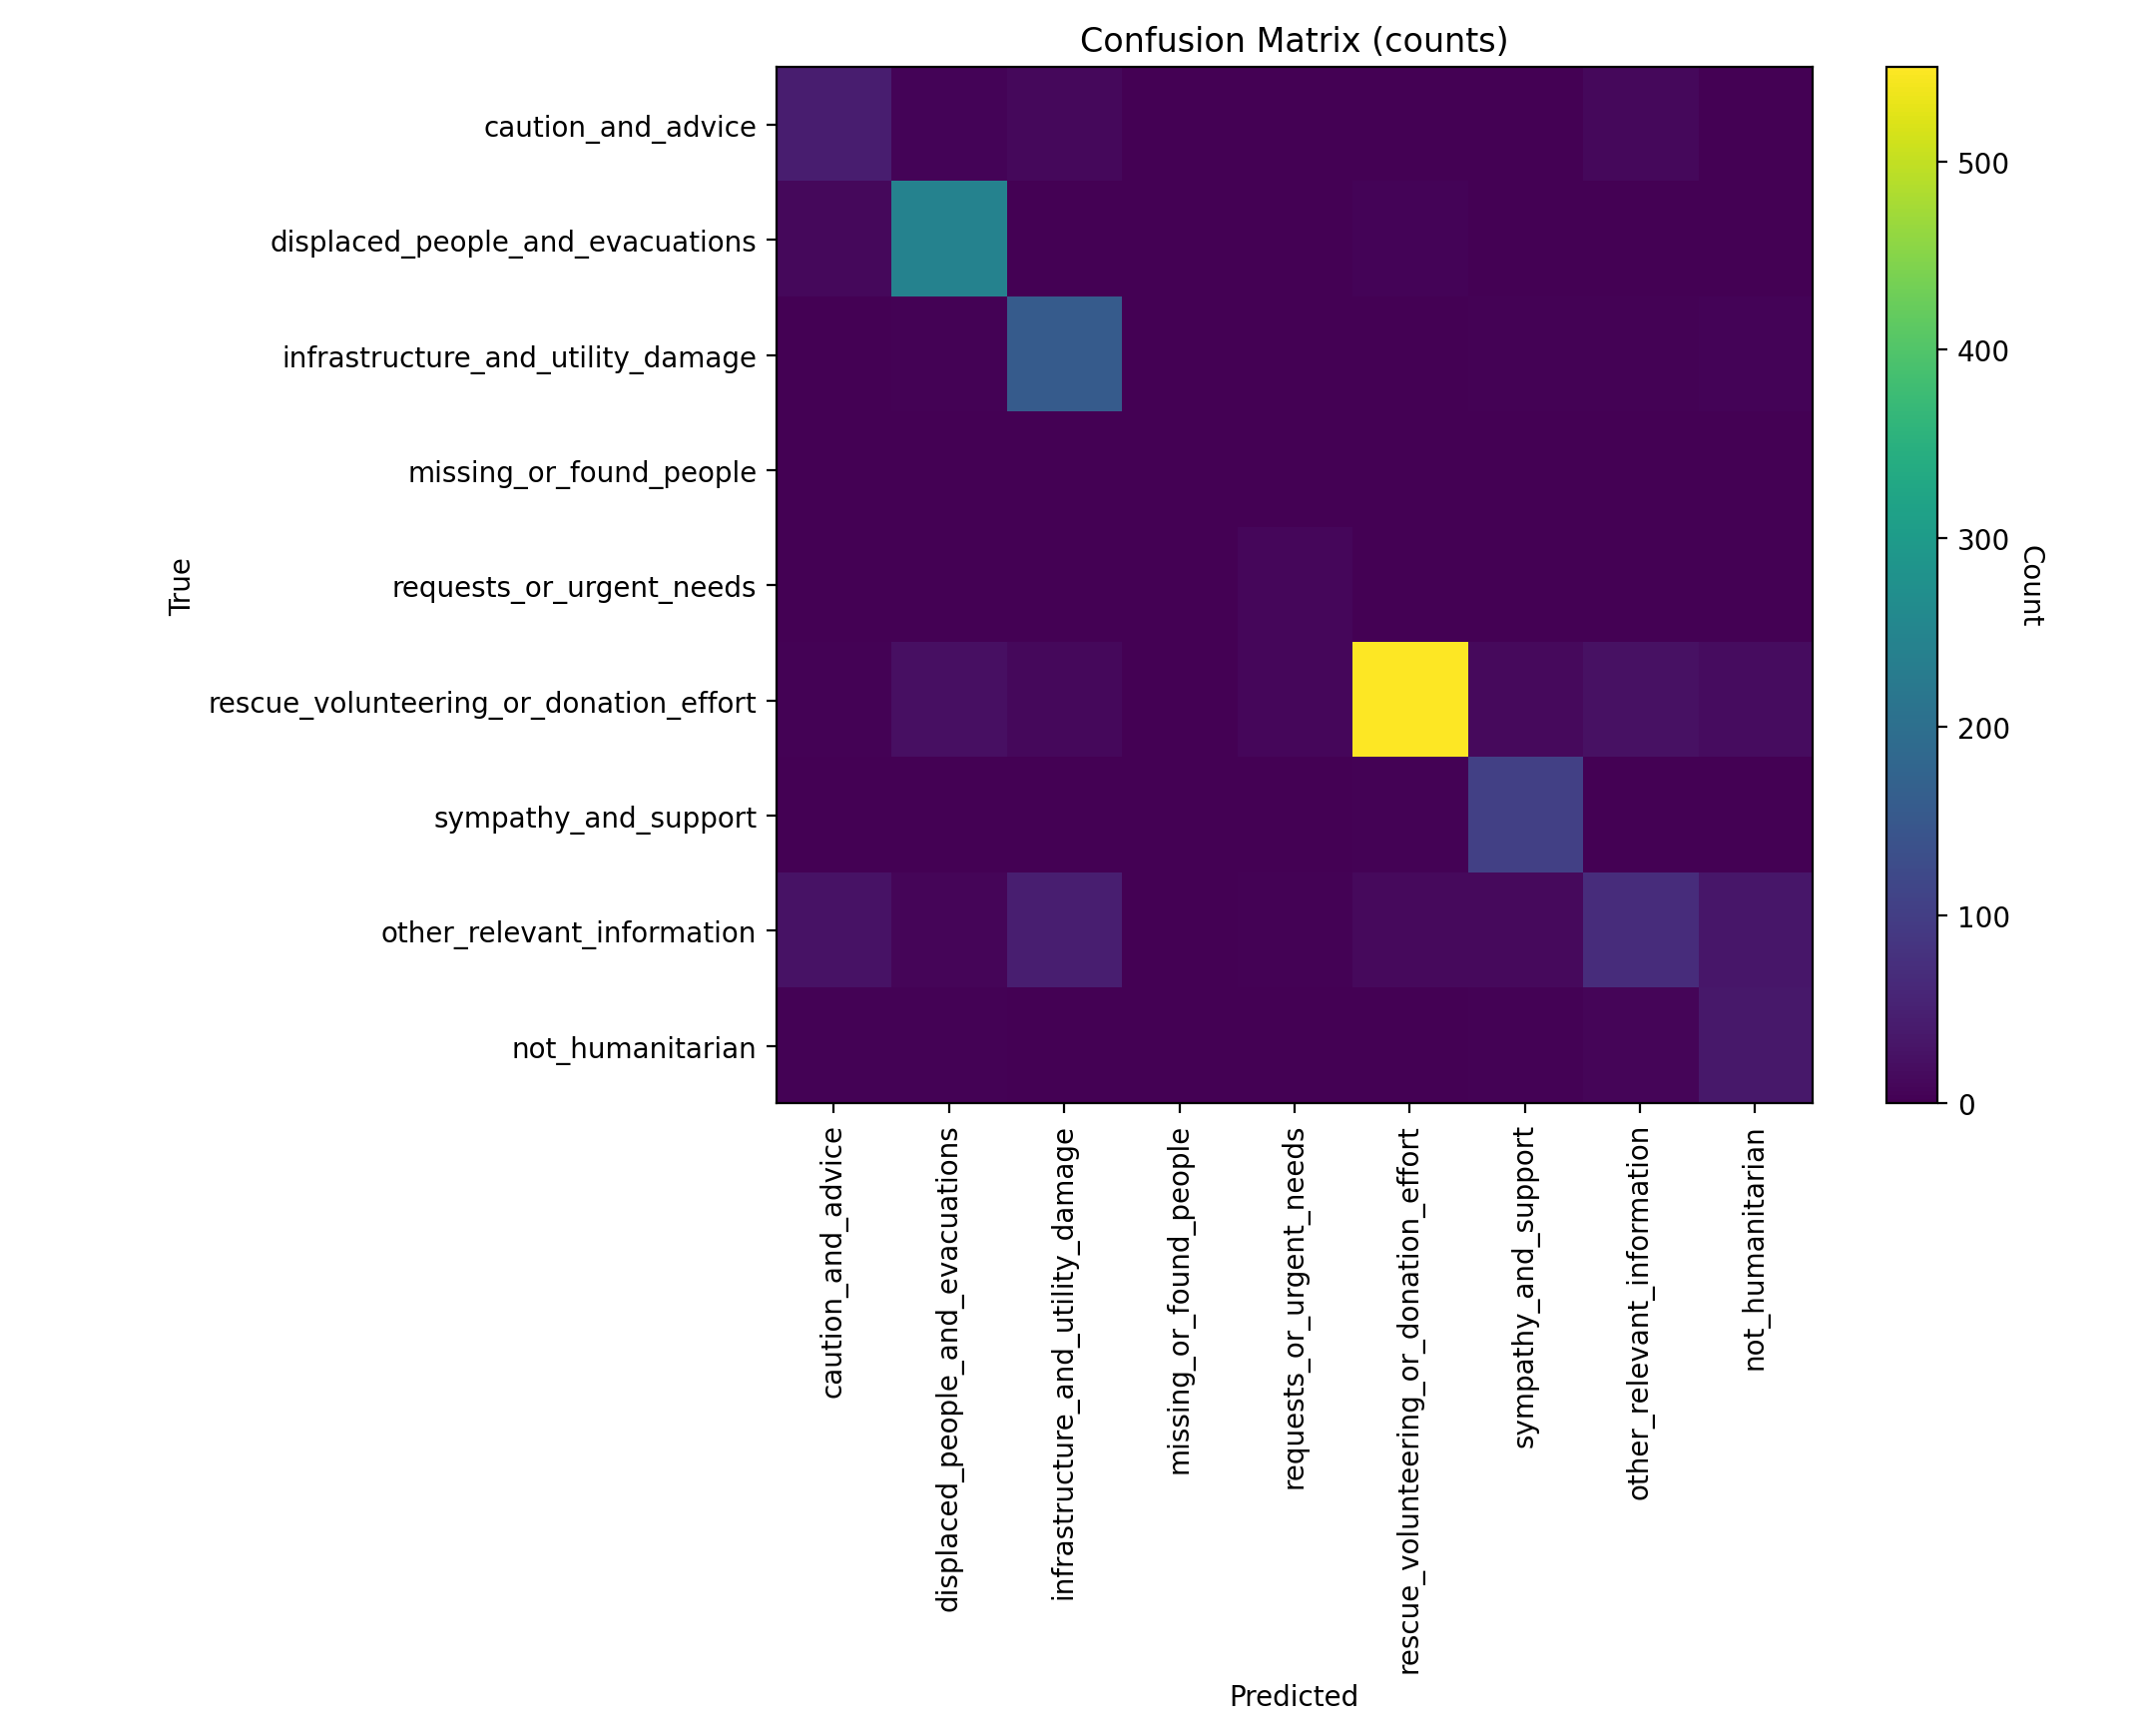 Confusion Matrix (counts)
True
caution_and_advice
displaced_people_and_evacuations
infrastructure_and_utility_damage
missing_or_found_people
requests_or_urgent_needs
rescue_volunteering_or_donation_effort
sympathy_and_support
other_relevant_information
not_humanitarian
caution_and_advice
displaced_people_and_evacuations
infrastructure_and_utility_damage
missing_or_found_people
requests_or_urgent_needs
rescue_volunteering_or_donation_effort
sympathy_and_support
other_relevant_information
not_humanitarian
Predicted
500
400
300
200
100
0
Count